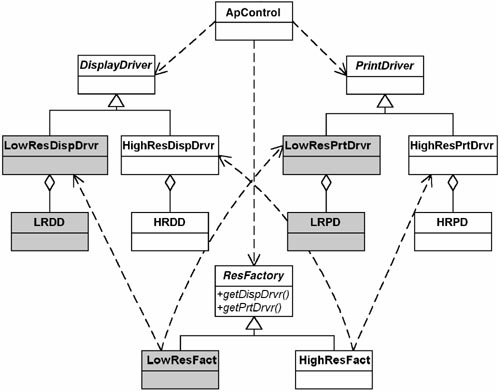 ApControl
DisplayDriver
PrintDriver
LowResDispDrvr
HighResDispDrvr
LowResPrtDrvr
HighResPrtDrvr
LRDD
HRDD
LRPD
HRPD
ResFactory
+getDispDrvr()
+getPrtDrvr()
LowResFact
HighResFact